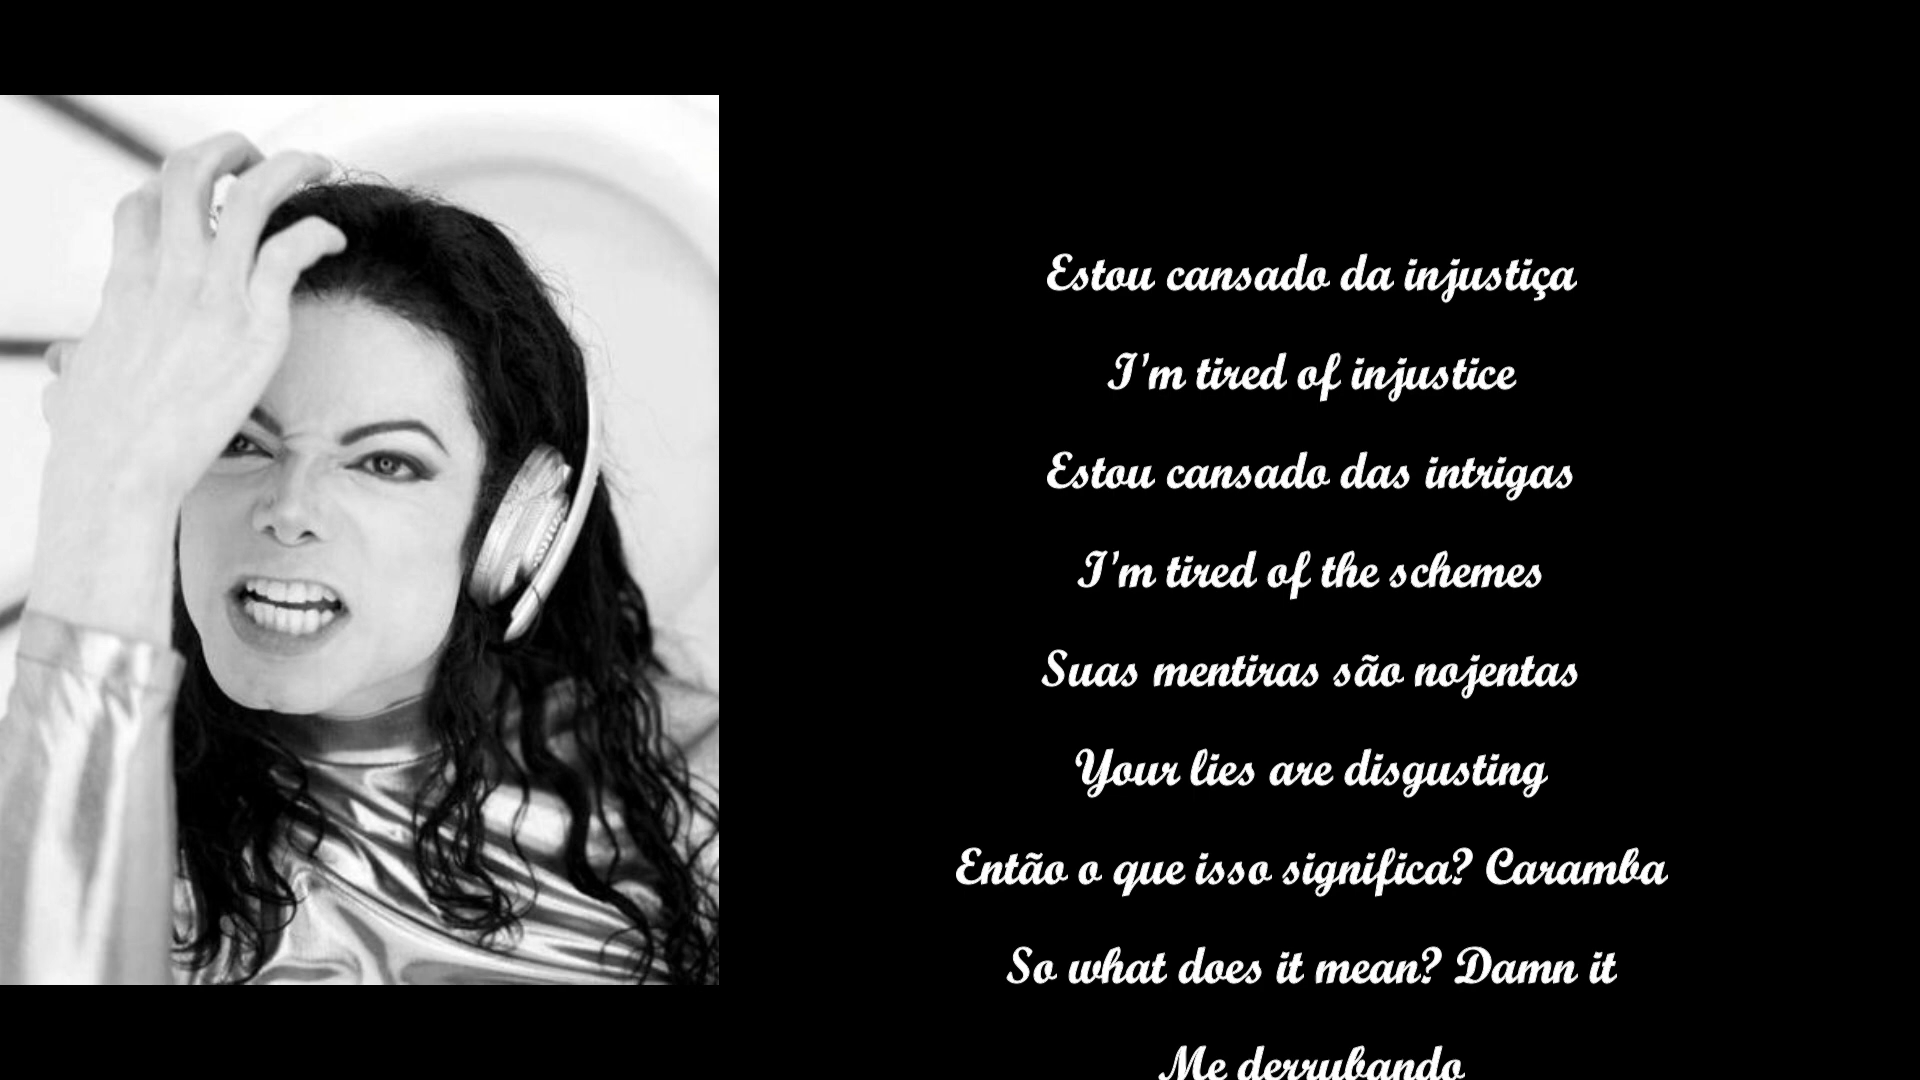 Estou cansado da injustiça
I'm tired of injustice
Estou cansado das intrigas
I'm tired of the schemes
Suas mentiras são nojentas
Your lies are disgusting
Então o que isso significa? Caramba
So what does it mean? Damn it
Me derrubando